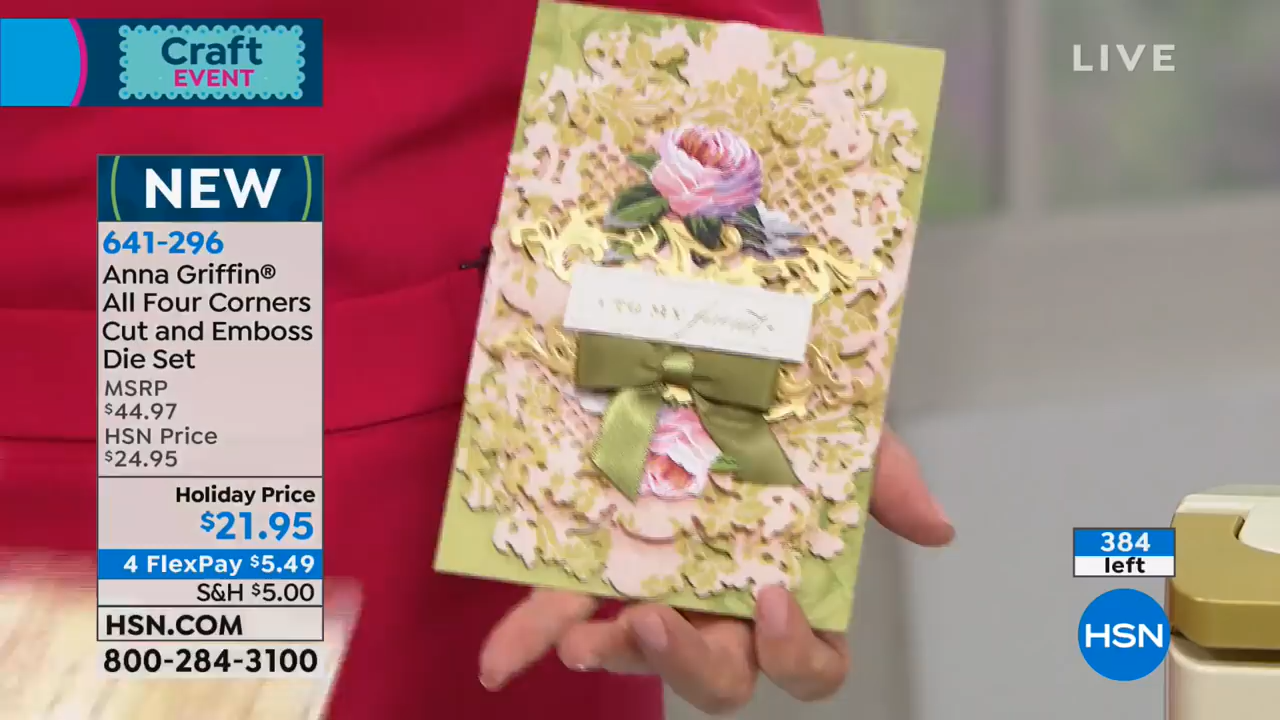 Craft
EVENT
LIVE
NEW
641-296
Anna Griffin®
All Four Corners
Cut and Emboss
Die Set
MSRP
$44.97
HSN Price
$24.95
Holiday Price
$21.95
4 FlexPay $5.49
S&H $5.00
HSN.COM
800-284-3100
TO MY
384
left
HSN